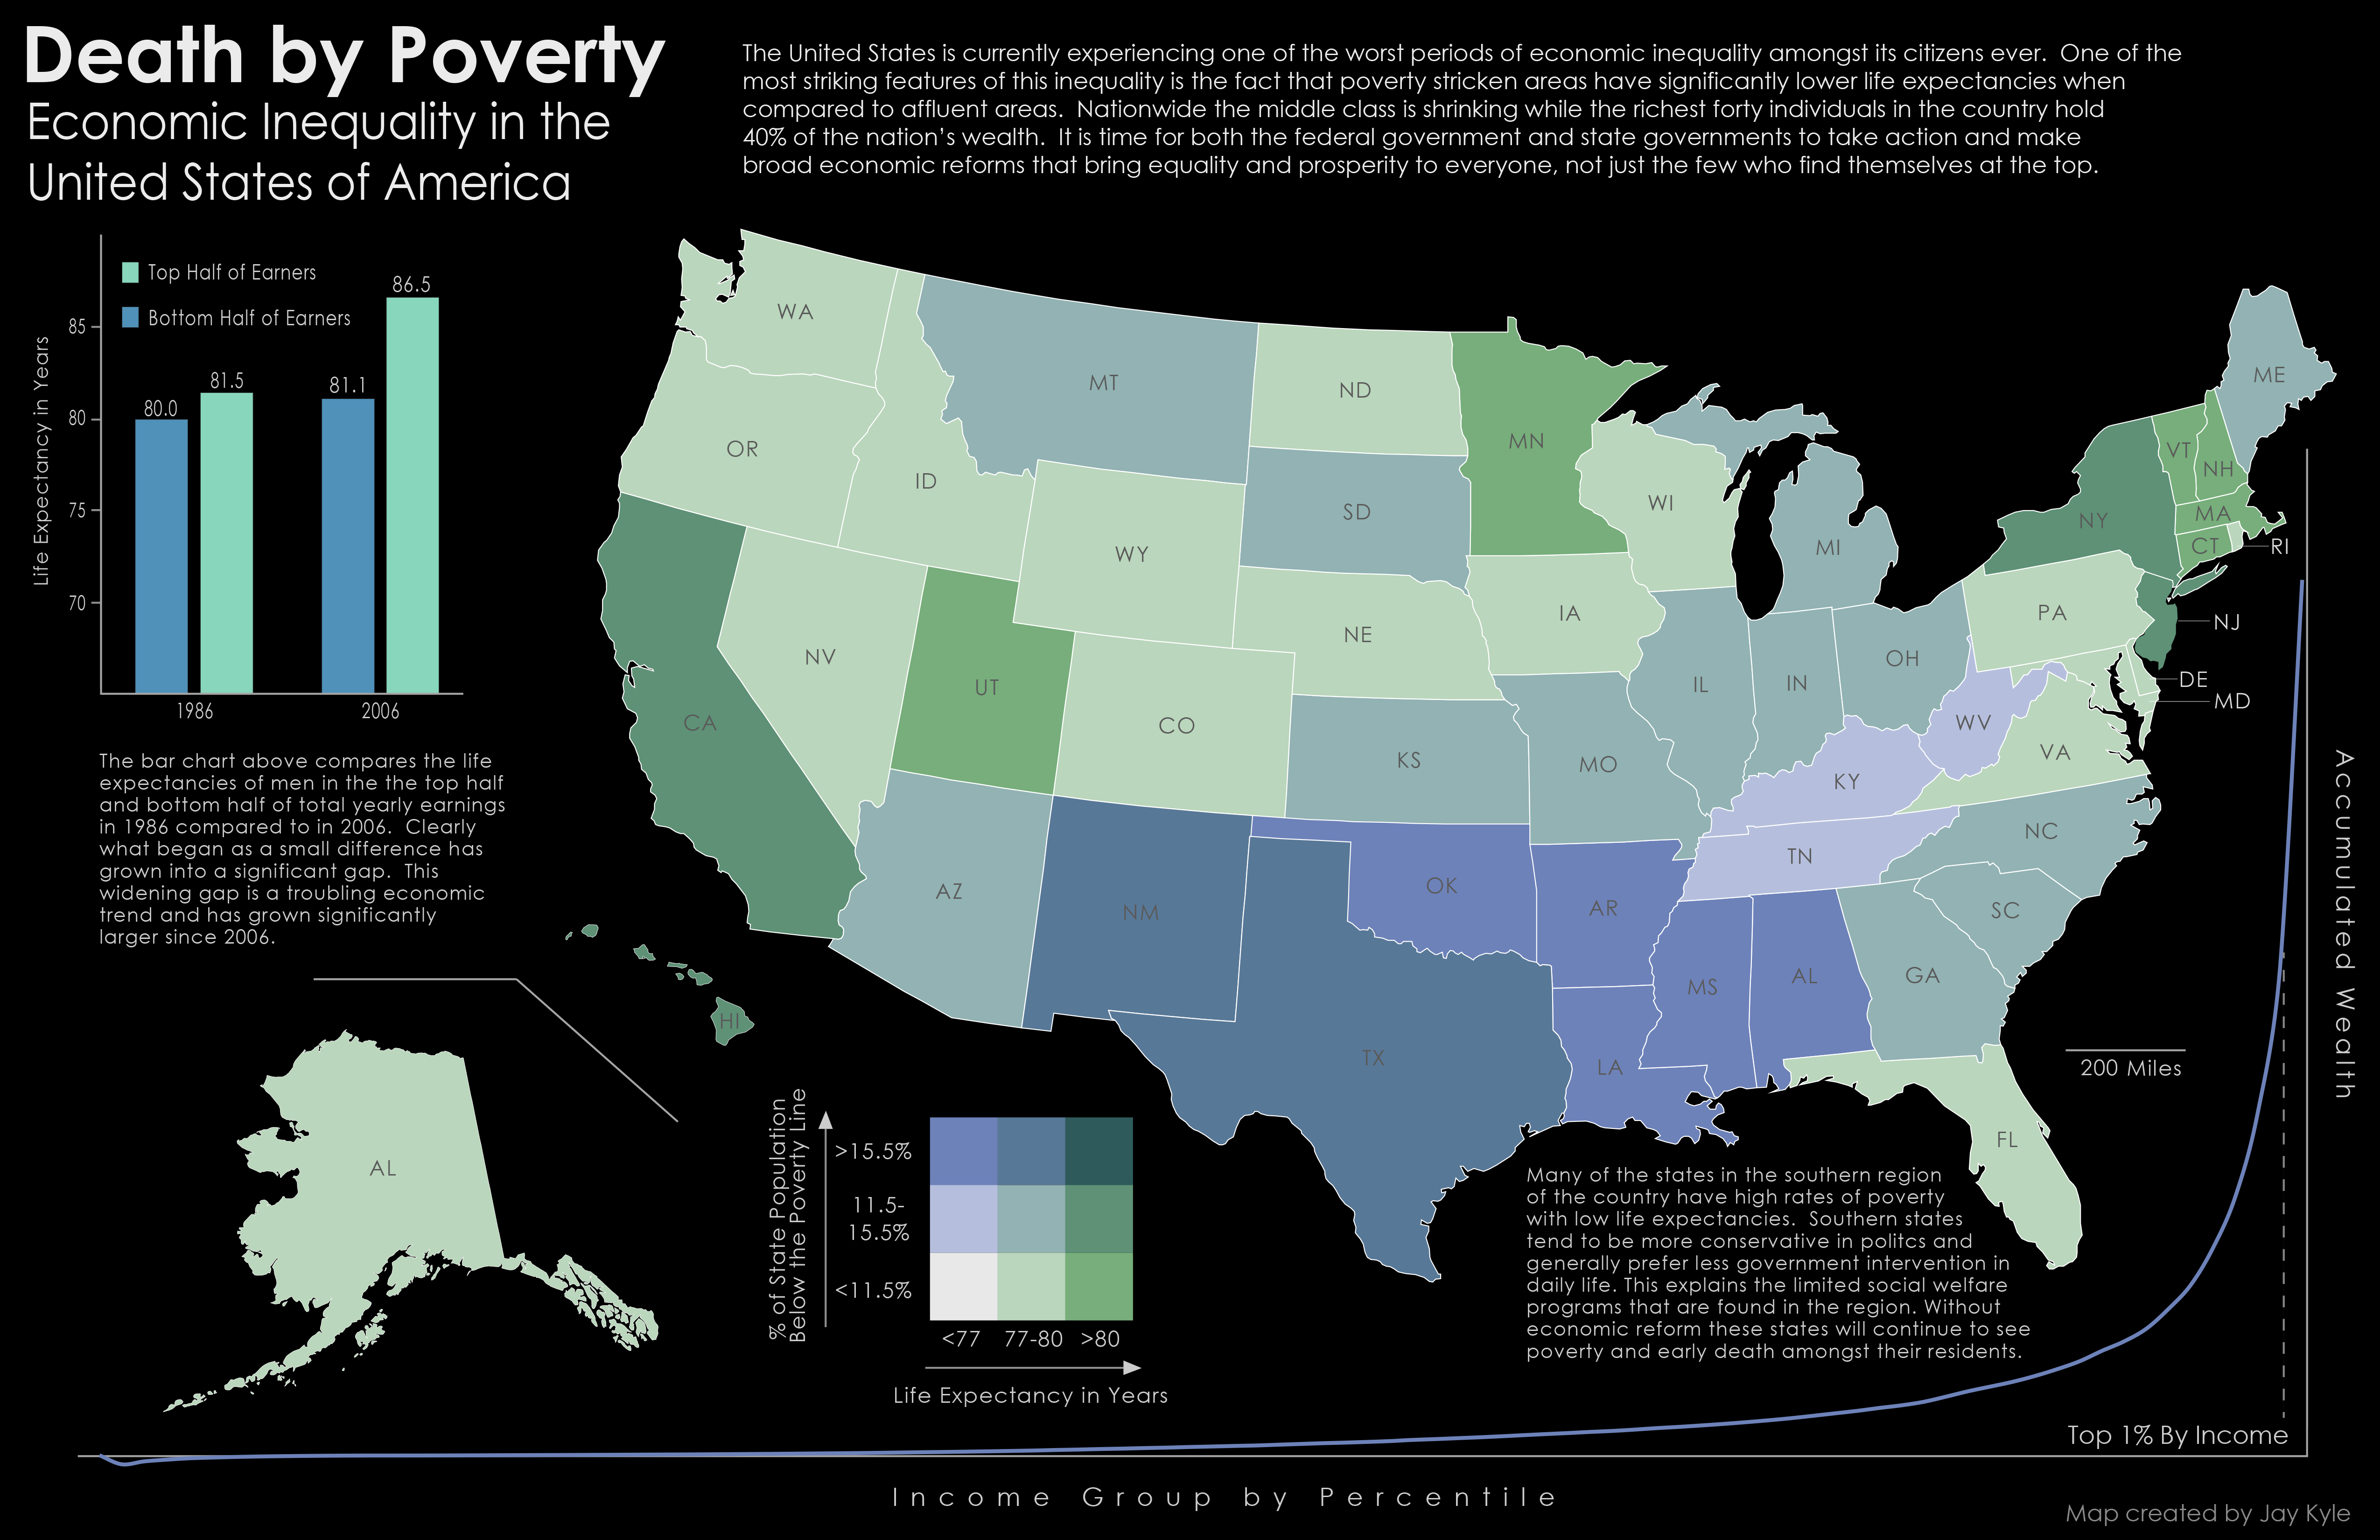 Death by Poverty
Economic Inequality in the
United States of America
The United States is currently experiencing one of the worst periods of economic inequality amongst its citizens ever. One of the
most striking features of this inequality is the fact that poverty stricken areas have significantly lower life expectancies when
compared to affluent areas. Nationwide the middle class is shrinking while the richest forty individuals in the country hold
40% of the nation's wealth. It is time for both the federal government and state governments to take action and make
broad economic reforms that bring equality and prosperity to everyone, not just the few who find themselves at the top.
Life Expectancy in Years
85
80
75
70
Top Half of Earners
Bottom Half of Earners
80.0
81.5
81.1
86.5
1986
2006
The bar chart above compares the life
expectancies of men in the the top half
and bottom half of total yearly earnings
in 1986 compared to in 2006. Clearly
what began as a small difference has
grown into a significant gap. This
widening gap is a troubling economic
trend and has grown significantly
larger since 2006.
WA
OR
ID
MT
ND
MN
WI
SD
WY
NE
IA
MI
ME
VT
NH
NY
MA
CT
RI
PA
NJ
DE
MD
CA
NV
UT
CO
KS
MO
IL
IN
OH
WV
VA
KY
NC
TN
SC
AZ
NM
OK
AR
MS
AL
GA
TX
LA
FL
HI
AL
200 Miles
% of State Population
Below the Poverty Line
>15.5%
11.5-
15.5%
<11.5%
<77
77-80
>80
Life Expectancy in Years
Many of the states in the southern region
of the country have high rates of poverty
with low life expectancies. Southern states
tend to be more conservative in politcs and
generally prefer less government intervention in
daily life. This explains the limited social welfare
programs that are found in the region. Without
economic reform these states will continue to see
poverty and early death amongst their residents.
Accumulated Wealth
Top 1% By Income
Income Group by Percentile
Map created by Jay Kyle